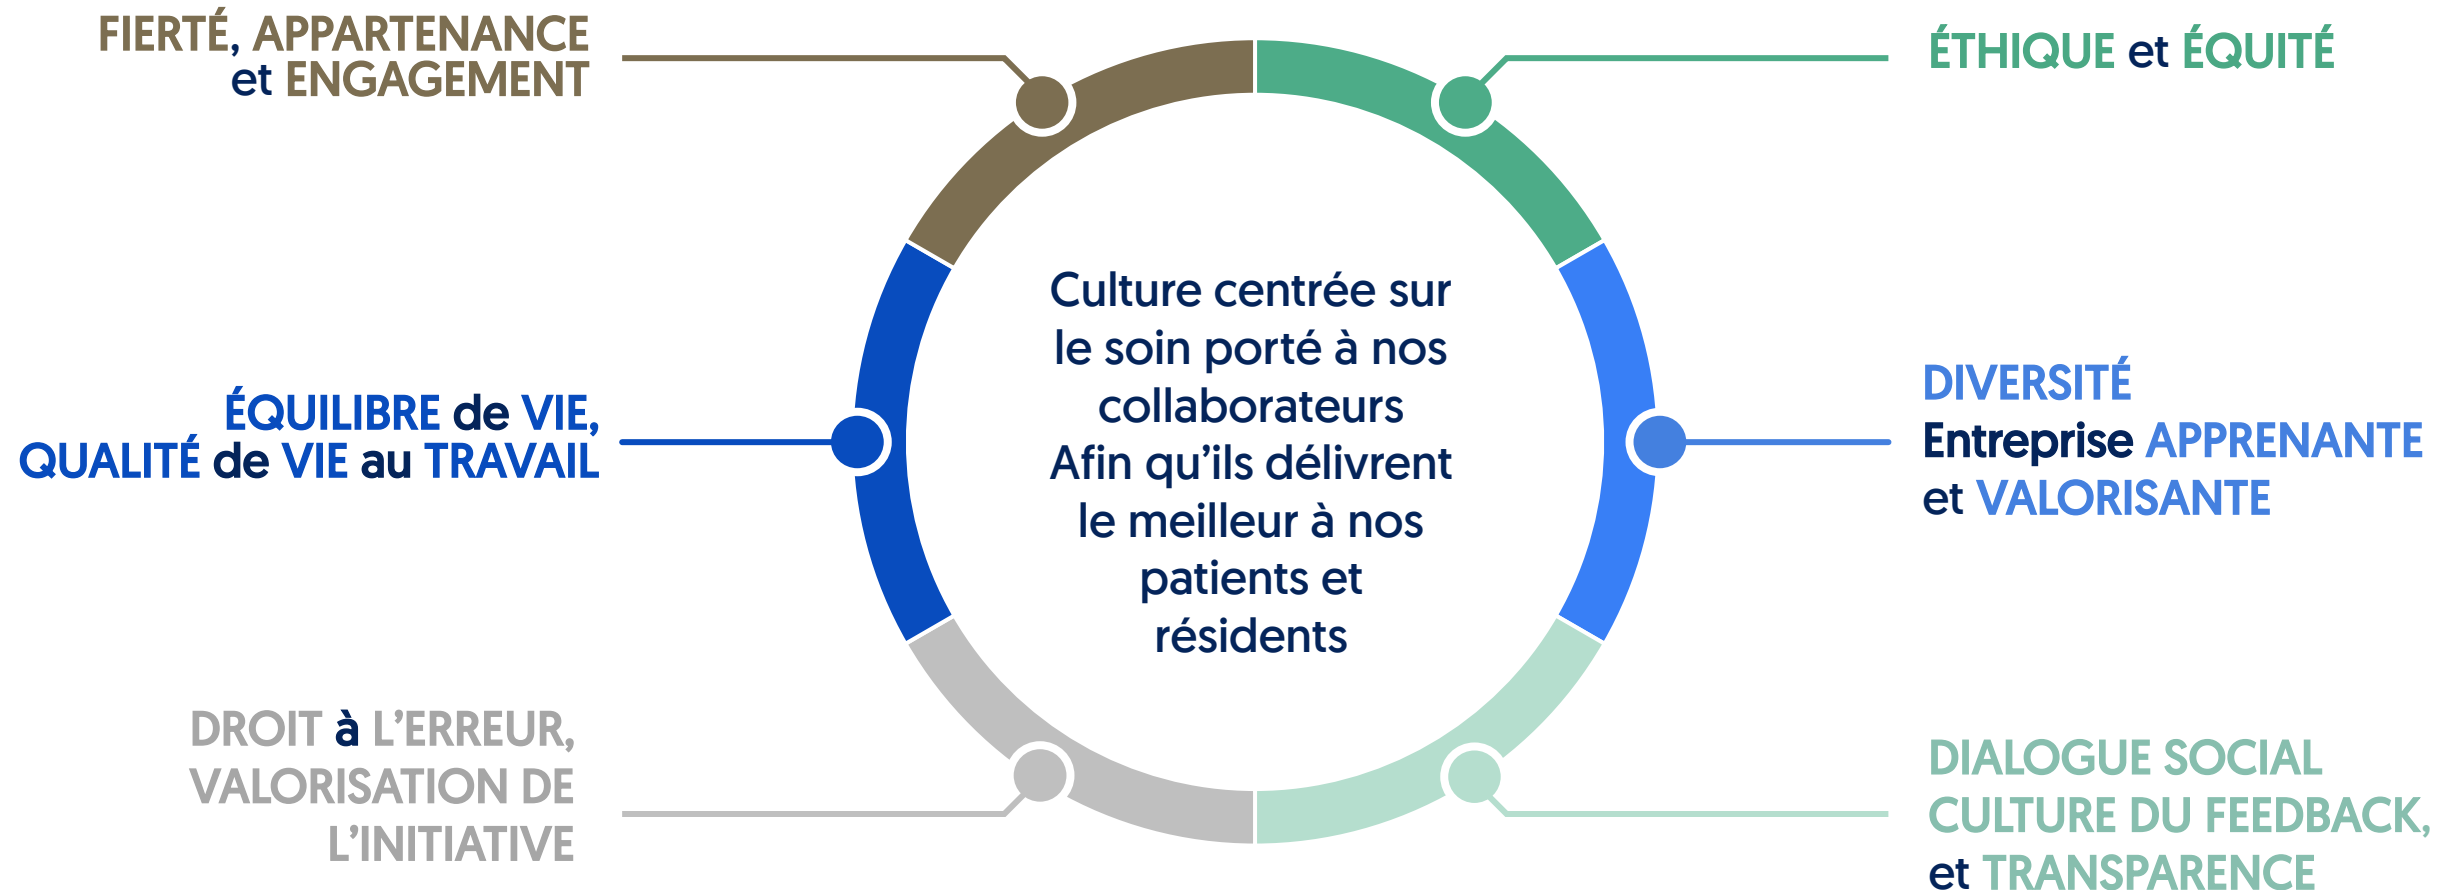 FIERTÉ, APPARTENANCE
et ENGAGEMENT
ÉTHIQUE et ÉQUITÉ
ÉQUILIBRE de VIE,
QUALITÉ de VIE au TRAVAIL
Culture centrée sur
le soin porté à nos
collaborateurs
Afin qu’ils délivrent
le meilleur à nos
patients et
résidents
DIVERSITÉ
Entreprise APPRENANTE
et VALORISANTE
DROIT à L’ERREUR,
VALORISATION DE
L’INITIATIVE
DIALOGUE SOCIAL
CULTURE DU FEEDBACK,
et TRANSPARENCE